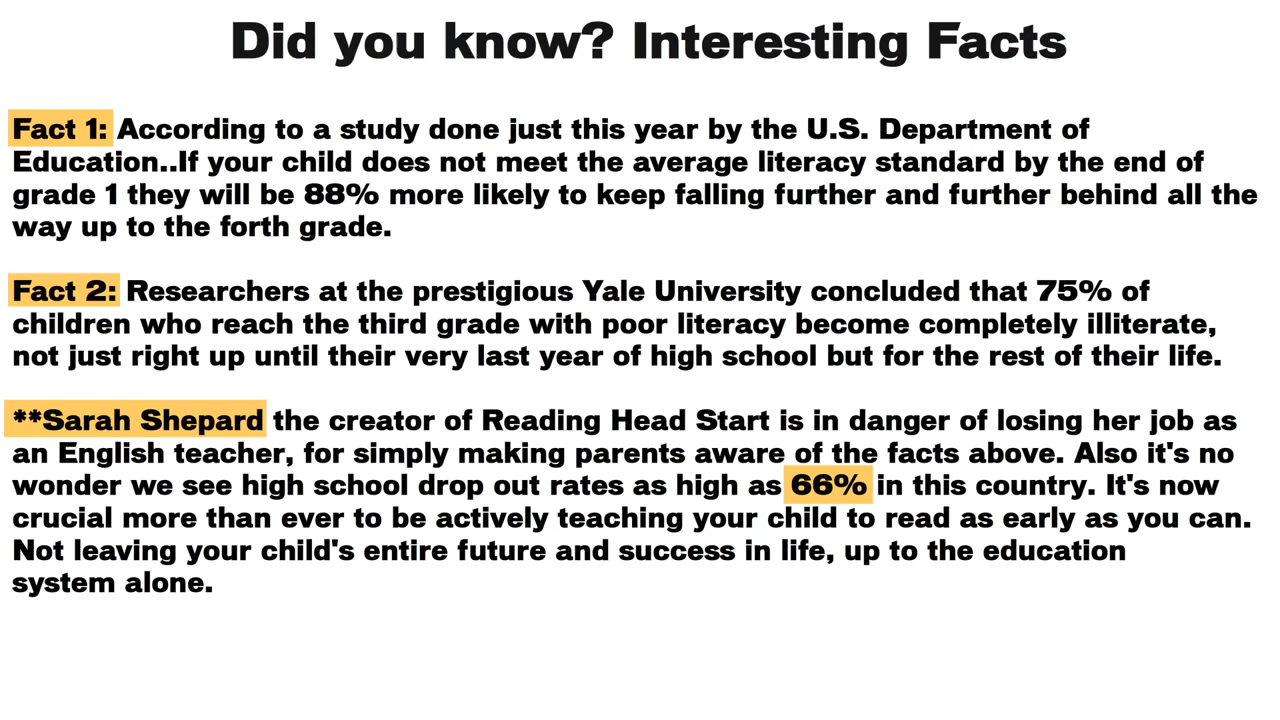 Did you know? Interesting Facts
Fact 1: According to a study done just this year by the U.S. Department of
Education..If your child does not meet the average literacy standard by the end of
grade 1 they will be 88% more likely to keep falling further and further behind all the
way up to the forth grade.
Fact 2: Researchers at the prestigious Yale University concluded that 75% of
children who reach the third grade with poor literacy become completely illiterate,
not just right up until their very last year of high school but for the rest of their life.
**Sarah Shepard the creator of Reading Head Start is in danger of losing her job as
an English teacher, for simply making parents aware of the facts above. Also it's no
wonder we see high school drop out rates as high as 66% in this country. It's now
crucial more than ever to be actively teaching your child to read as early as you can.
Not leaving your child's entire future and success in life, up to the education
system alone.